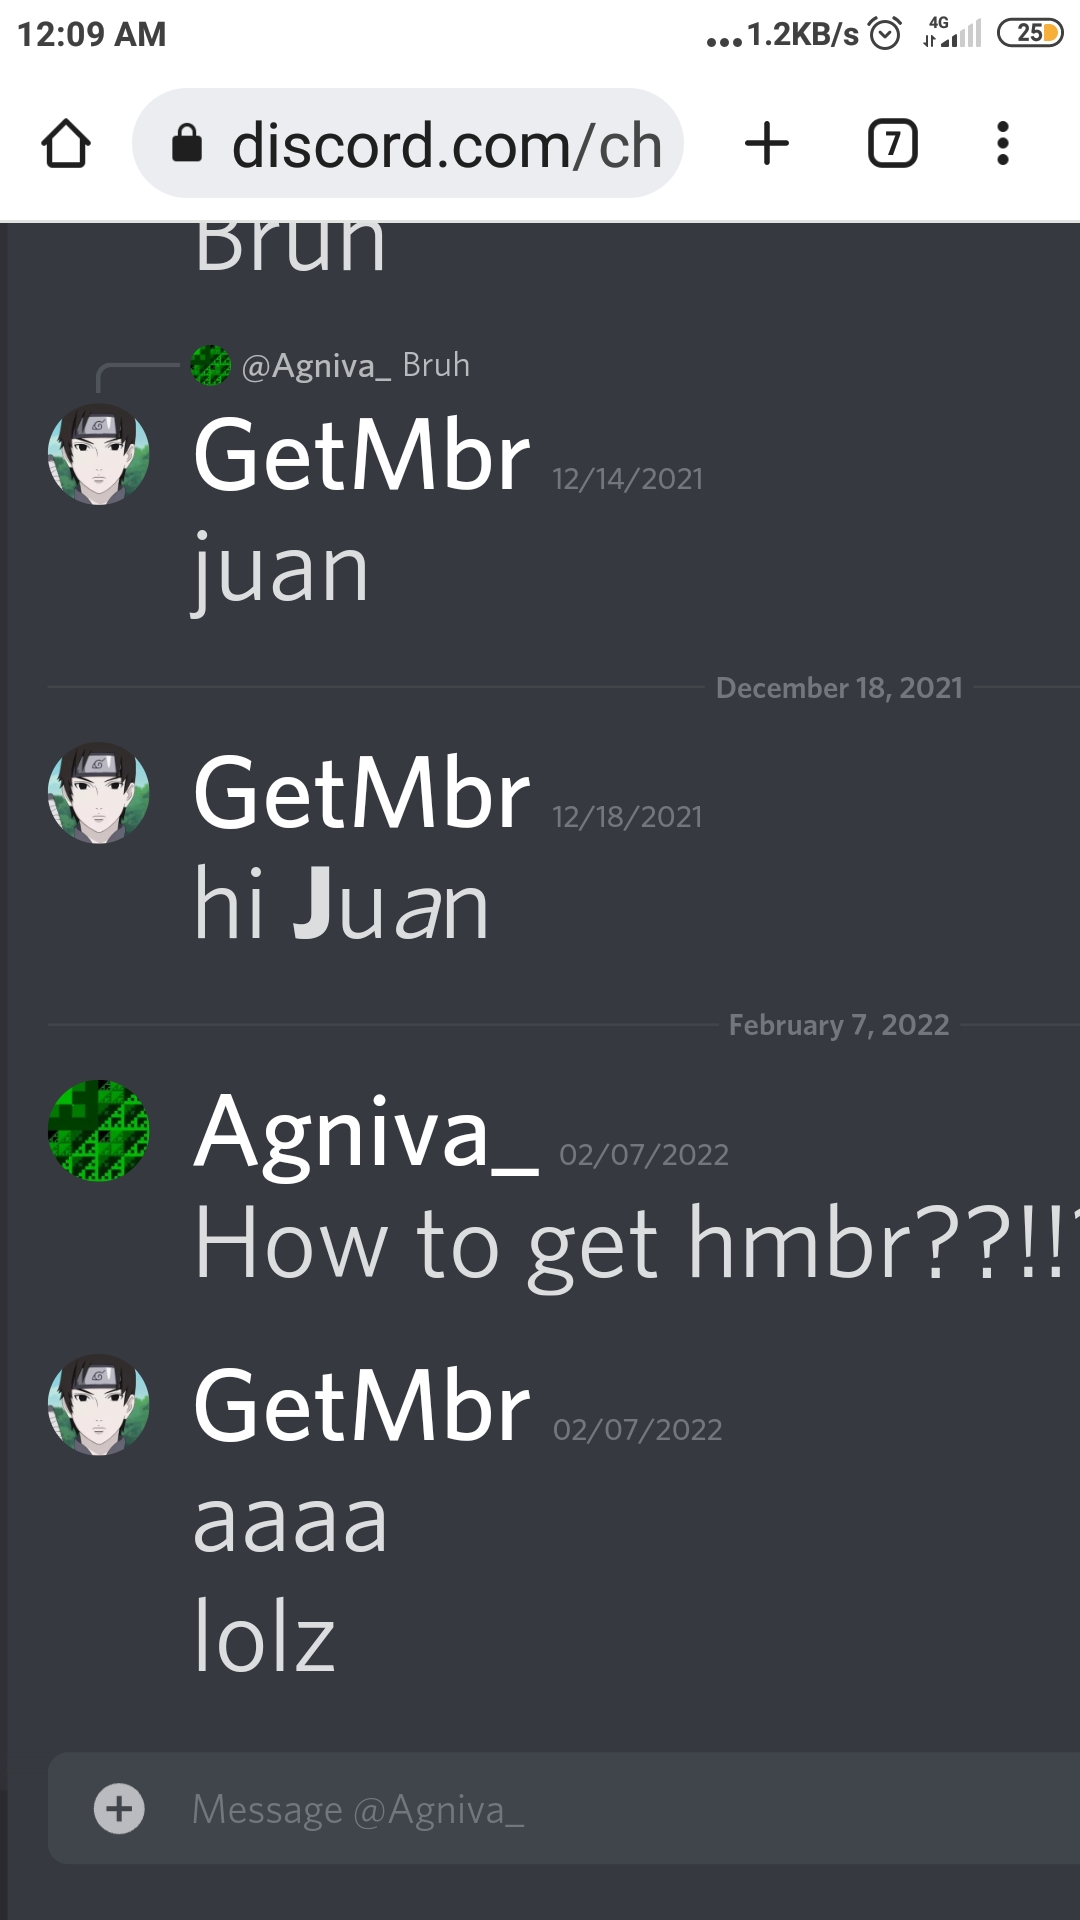 12:09 AM ...1.2KB/s 4G 25
discord.com/ch 7
Bruh
@Agniva_ Bruh
GetMbr 12/14/2021
juan
December 18, 2021
GetMbr 12/18/2021
hi Juan
February 7, 2022
Agniva_ 02/07/2022
How to get hmbr??!!
GetMbr 02/07/2022
aaaa
lolz
Message @Agniva_